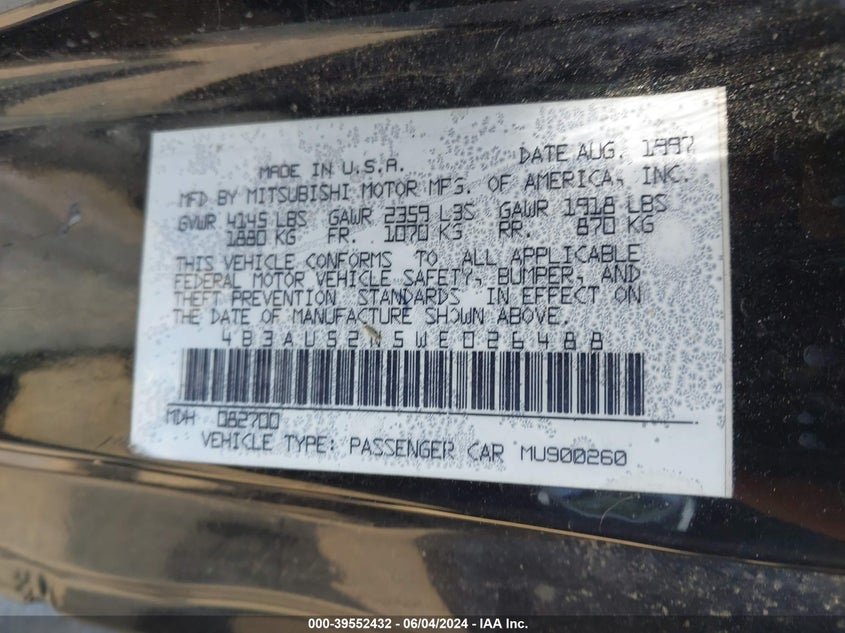 MADE IN U.S.A. DATE AUG. 1997
MFD BY MITSUBISHI MOTOR MFG. OF AMERICA, INC.
GVWR 4145 LBS GAWR 2359 LBS GAWR 1918 LBS
1880 KG FR. 1070 KG RR. 870 KG
THIS VEHICLE CONFORMS TO ALL APPLICABLE
FEDERAL MOTOR VEHICLE SAFETY, BUMPER, AND
THEFT PREVENTION STANDARDS IN EFFECT ON
THE DATE OF MANUFACTURE SHOWN ABOVE.
4B3AU52N5WE026488
MDH 082700
VEHICLE TYPE: PASSENGER CAR MU900260
000-39552432 - 06/04/2024 - IAA Inc.